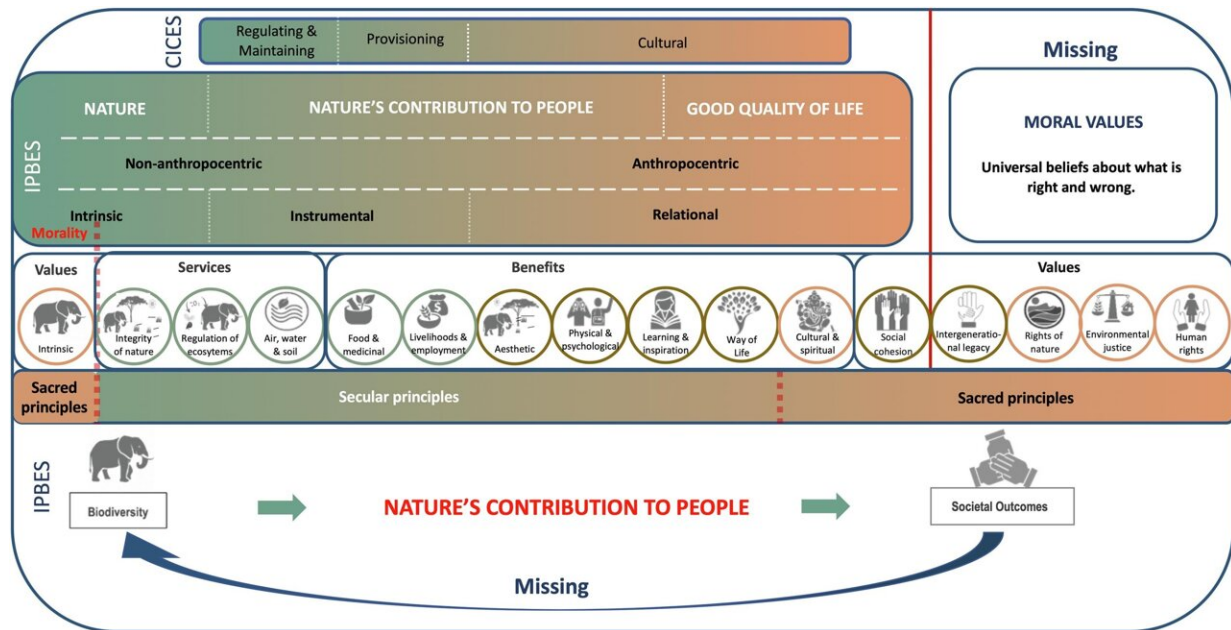 CICES
Regulating &
Maintaining
Provisioning
Cultural
Missing
IPBES
NATURE
NATURE'S CONTRIBUTION TO PEOPLE
GOOD QUALITY OF LIFE
Non-anthropocentric
Anthropocentric
Intrinsic
Instrumental
Relational
Morality
MORAL VALUES
Universal beliefs about what is
right and wrong.
Values
Services
Benefits
Values
Intrinsic
Integrity
of nature
Regulation of
ecosytems
Air, water
& soil
Food &
medicinal
Livelihoods &
employment
Aesthetic
Physical &
psychological
Learning &
inspiration
Way of
Life
Cultural &
spiritual
Social
cohesion
Intergeneratio-
nal legacy
Rights of
nature
Environmental
justice
Human
rights
Sacred
principles
Secular principles
Sacred principles
IPBES
Biodiversity
NATURE'S CONTRIBUTION TO PEOPLE
Societal Outcomes
Missing